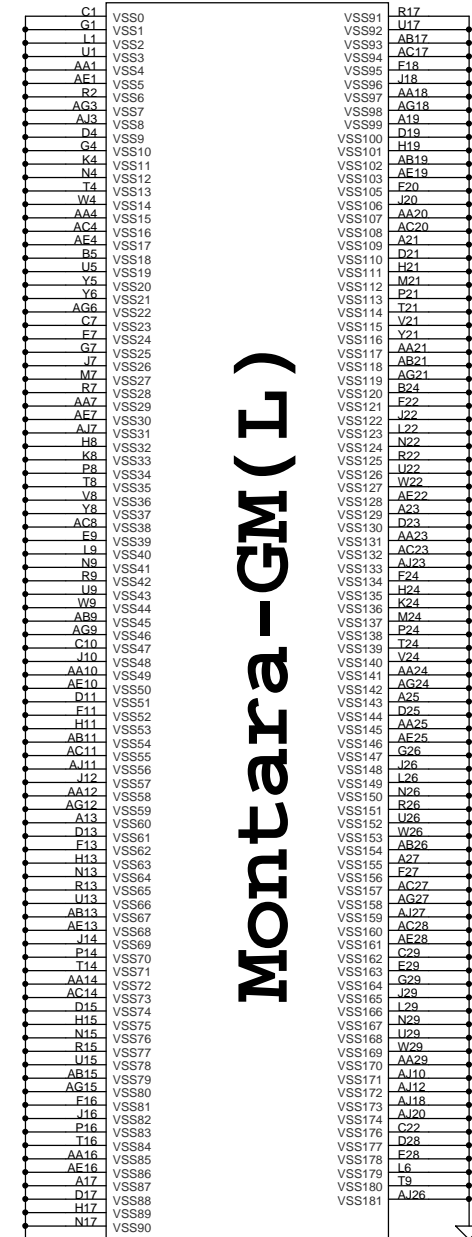 C1 VSS0
G1 VSS1
L1 VSS2
U1 VSS3
AA1 VSS4
AE1 VSS5
R2 VSS6
AG3 VSS7
AJ3 VSS8
D4 VSS9
G4 VSS10
K4 VSS11
N4 VSS12
T4 VSS13
W4 VSS14
AA4 VSS15
AC4 VSS16
AE4 VSS17
B5 VSS18
U5 VSS19
Y5 VSS20
Y6 VSS21
AG6 VSS22
C7 VSS23
E7 VSS24
G7 VSS25
J7 VSS26
M7 VSS27
R7 VSS28
AA7 VSS29
AE7 VSS30
AJ7 VSS31
H8 VSS32
K8 VSS33
P8 VSS34
T8 VSS35
V8 VSS36
Y8 VSS37
AC8 VSS38
E9 VSS39
L9 VSS40
N9 VSS41
R9 VSS42
U9 VSS43
W9 VSS44
AB9 VSS45
AG9 VSS46
C10 VSS47
J10 VSS48
AA10 VSS49
AE10 VSS50
D11 VSS51
F11 VSS52
H11 VSS53
AB11 VSS54
AC11 VSS55
AJ11 VSS56
J12 VSS57
AA12 VSS58
AG12 VSS59
A13 VSS60
D13 VSS61
F13 VSS62
H13 VSS63
N13 VSS64
R13 VSS65
U13 VSS66
AB13 VSS67
AE13 VSS68
J14 VSS69
P14 VSS70
T14 VSS71
AA14 VSS72
AC14 VSS73
D15 VSS74
H15 VSS75
N15 VSS76
R15 VSS77
U15 VSS78
AB15 VSS79
AG15 VSS80
F16 VSS81
J16 VSS82
P16 VSS83
T16 VSS84
AA16 VSS85
AE16 VSS86
A17 VSS87
D17 VSS88
H17 VSS89
N17 VSS90
Montara-GM(L)
VSS91 R17
VSS92 U17
VSS93 AB17
VSS94 AC17
VSS95 F18
VSS96 J18
VSS97 AA18
VSS98 AG18
VSS99 A19
VSS100 D19
VSS101 H19
VSS102 AB19
VSS103 AE19
VSS105 F20
VSS106 J20
VSS107 AA20
VSS108 AC20
VSS109 A21
VSS110 D21
VSS111 H21
VSS112 M21
VSS113 P21
VSS114 T21
VSS115 V21
VSS116 Y21
VSS117 AA21
VSS118 AB21
VSS119 AG21
VSS120 B24
VSS121 F22
VSS122 J22
VSS123 L22
VSS124 N22
VSS125 R22
VSS126 U22
VSS127 W22
VSS128 AE22
VSS129 A23
VSS130 D23
VSS131 AA23
VSS132 AC23
VSS133 AJ23
VSS134 F24
VSS135 H24
VSS136 K24
VSS137 M24
VSS138 P24
VSS139 T24
VSS140 V24
VSS141 AA24
VSS142 AG24
VSS143 A25
VSS144 D25
VSS145 AA25
VSS146 AE25
VSS147 G26
VSS148 J26
VSS149 L26
VSS150 N26
VSS151 R26
VSS152 U26
VSS153 W26
VSS154 AB26
VSS155 A27
VSS156 F27
VSS157 AC27
VSS158 AG27
VSS159 AJ27
VSS160 AC28
VSS161 AE28
VSS162 C29
VSS163 E29
VSS164 G29
VSS165 J29
VSS166 L29
VSS167 N29
VSS168 U29
VSS169 W29
VSS170 AA29
VSS171 AJ10
VSS172 AJ12
VSS173 AJ18
VSS174 AJ20
VSS176 C22
VSS177 D28
VSS178 E28
VSS179 L6
VSS180 T9
VSS181 AJ26